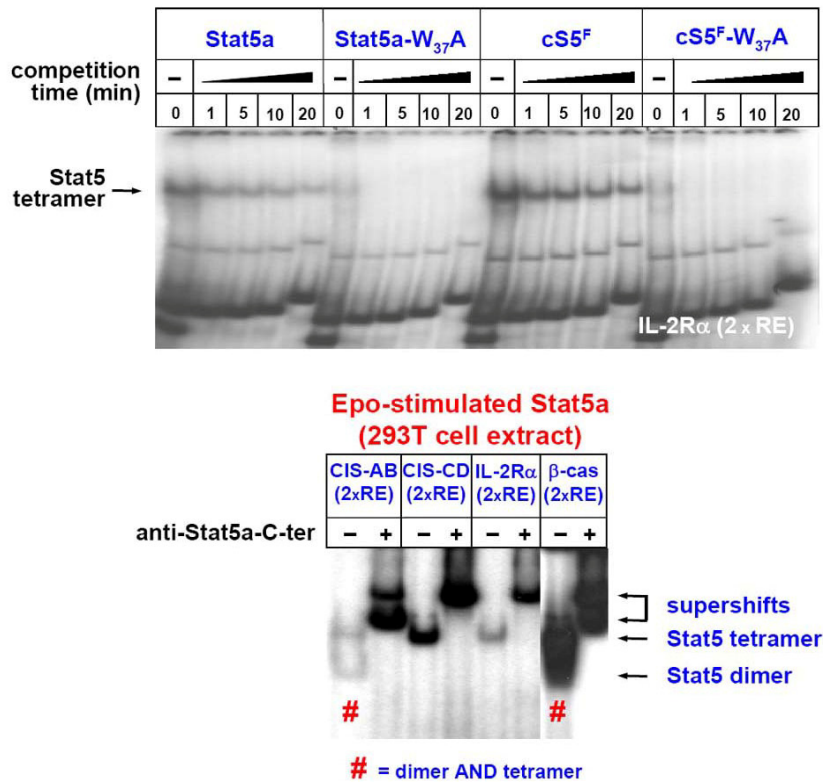 Stat5a Stat5a-W₃₇A cS5ᶠ cS5ᶠ-W₃₇A
competition
time (min)
– – – –
0 1 5 10 20 0 1 5 10 20 0 1 5 10 20 0 1 5 10 20
Stat5
tetramer
IL-2Rα (2 x RE)
Epo-stimulated Stat5a
(293T cell extract)
CIS-AB CIS-CD IL-2Rα β-cas
(2xRE) (2xRE) (2xRE) (2xRE)
anti-Stat5a-C-ter – + – + – + – +
supershifts
Stat5 tetramer
Stat5 dimer
# #
# = dimer AND tetramer